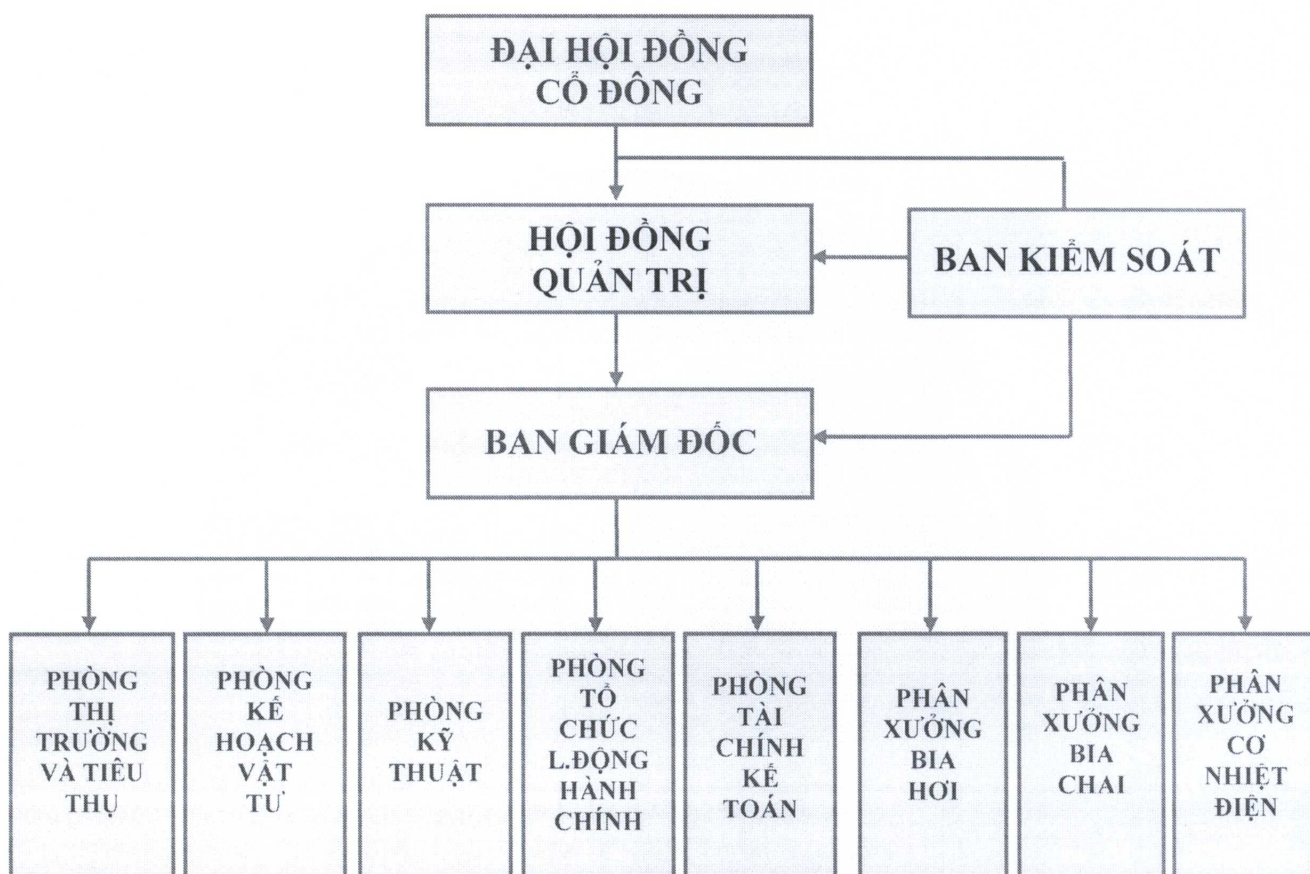 ĐẠI HỘI ĐỒNG
CỔ ĐÔNG
HỘI ĐỒNG
QUẢN TRỊ
BAN KIỂM SOÁT
BAN GIÁM ĐỐC
PHÒNG
THỊ
TRƯỜNG
VÀ TIÊU
THỤ
PHÒNG
KẾ
HOẠCH
VẬT
TƯ
PHÒNG
KỸ
THUẬT
PHÒNG
TỔ
CHỨC
L.ĐỘNG
HÀNH
CHÍNH
PHÒNG
TÀI
CHÍNH
KẾ
TOÁN
PHÂN
XƯỞNG
BIA
HƠI
PHÂN
XƯỞNG
BIA
CHAI
PHÂN
XƯỞNG
CƠ
NHIỆT
ĐIỆN